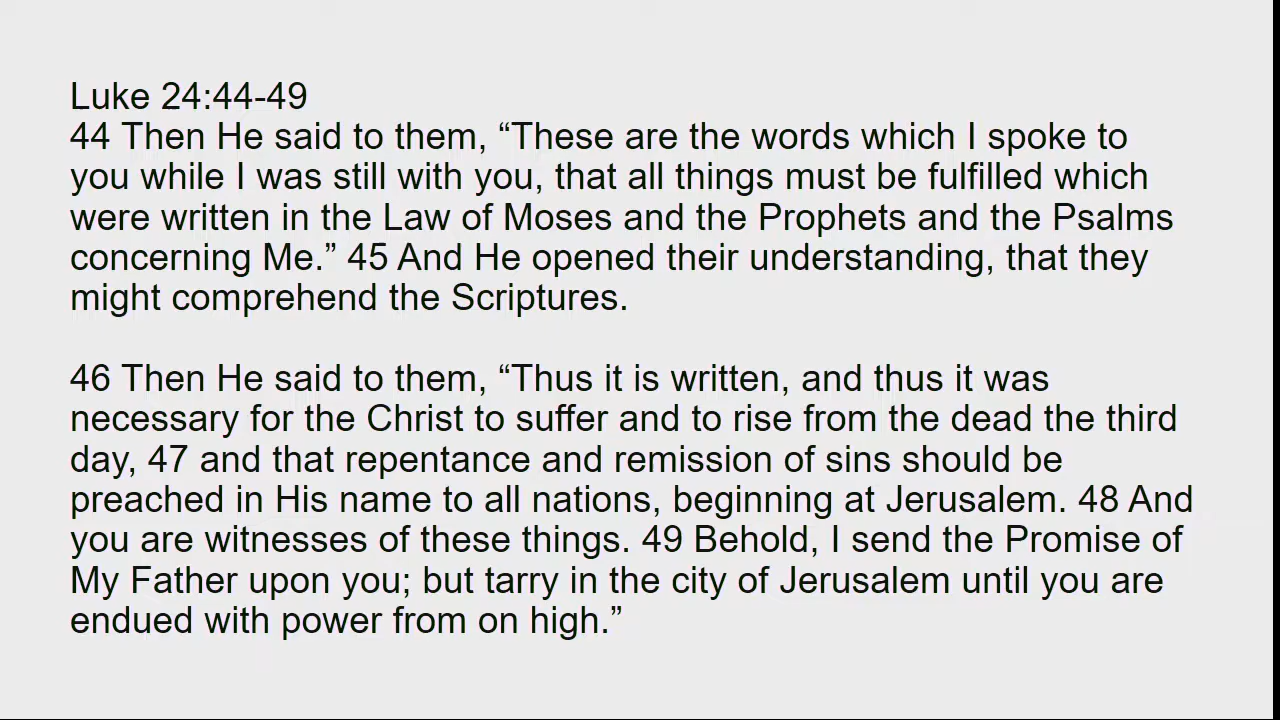 Luke 24:44-49
44 Then He said to them, “These are the words which I spoke to
you while I was still with you, that all things must be fulfilled which
were written in the Law of Moses and the Prophets and the Psalms
concerning Me.” 45 And He opened their understanding, that they
might comprehend the Scriptures.
46 Then He said to them, “Thus it is written, and thus it was
necessary for the Christ to suffer and to rise from the dead the third
day, 47 and that repentance and remission of sins should be
preached in His name to all nations, beginning at Jerusalem. 48 And
you are witnesses of these things. 49 Behold, I send the Promise of
My Father upon you; but tarry in the city of Jerusalem until you are
endued with power from on high.”